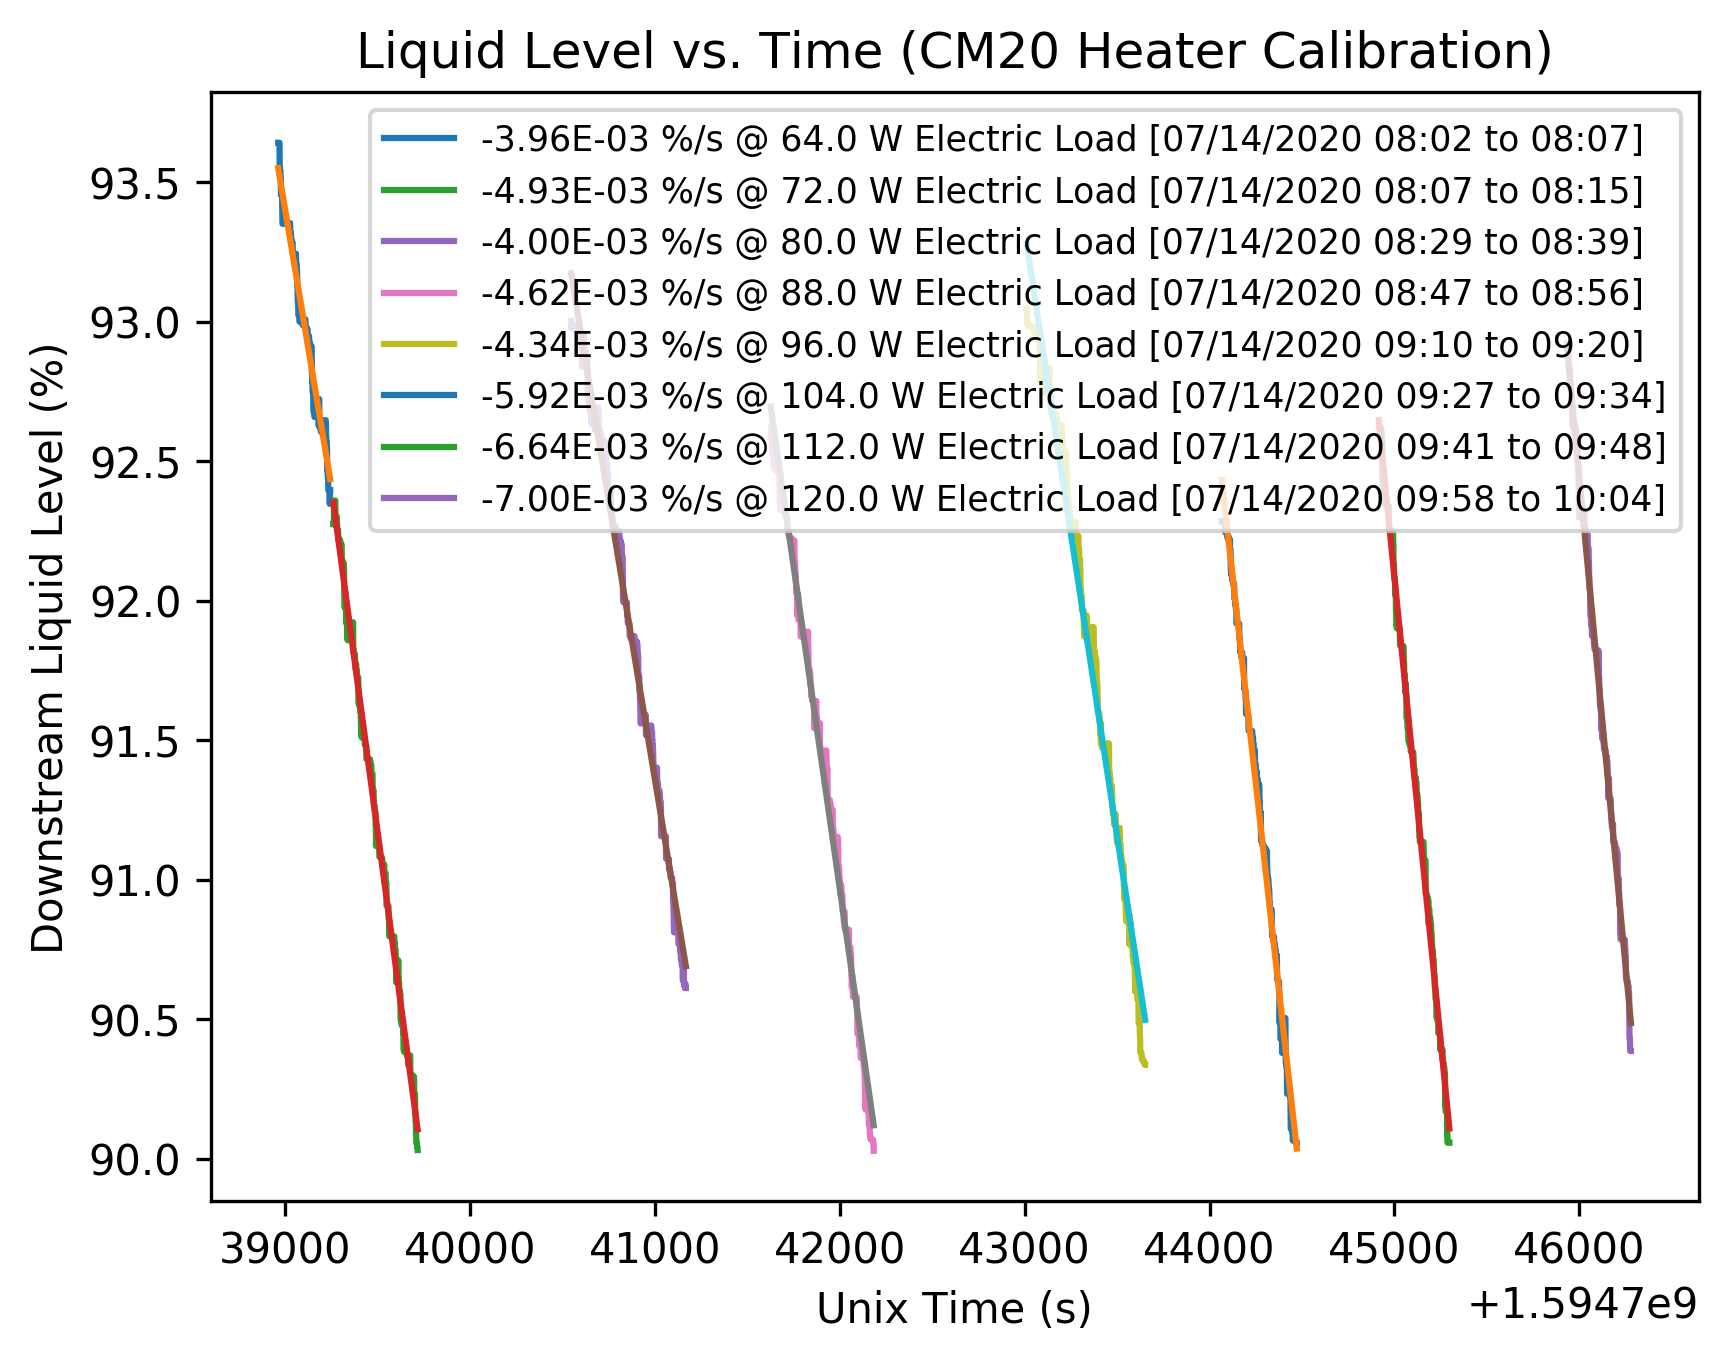 Liquid Level vs. Time (CM20 Heater Calibration)
-3.96E-03 %/s @ 64.0 W Electric Load [07/14/2020 08:02 to 08:07]
-4.93E-03 %/s @ 72.0 W Electric Load [07/14/2020 08:07 to 08:15]
-4.00E-03 %/s @ 80.0 W Electric Load [07/14/2020 08:29 to 08:39]
-4.62E-03 %/s @ 88.0 W Electric Load [07/14/2020 08:47 to 08:56]
-4.34E-03 %/s @ 96.0 W Electric Load [07/14/2020 09:10 to 09:20]
-5.92E-03 %/s @ 104.0 W Electric Load [07/14/2020 09:27 to 09:34]
-6.64E-03 %/s @ 112.0 W Electric Load [07/14/2020 09:41 to 09:48]
-7.00E-03 %/s @ 120.0 W Electric Load [07/14/2020 09:58 to 10:04]
Downstream Liquid Level (%)
93.5
93.0
92.5
92.0
91.5
91.0
90.5
90.0
39000 40000 41000 42000 43000 44000 45000 46000
+1.5947e9
Unix Time (s)